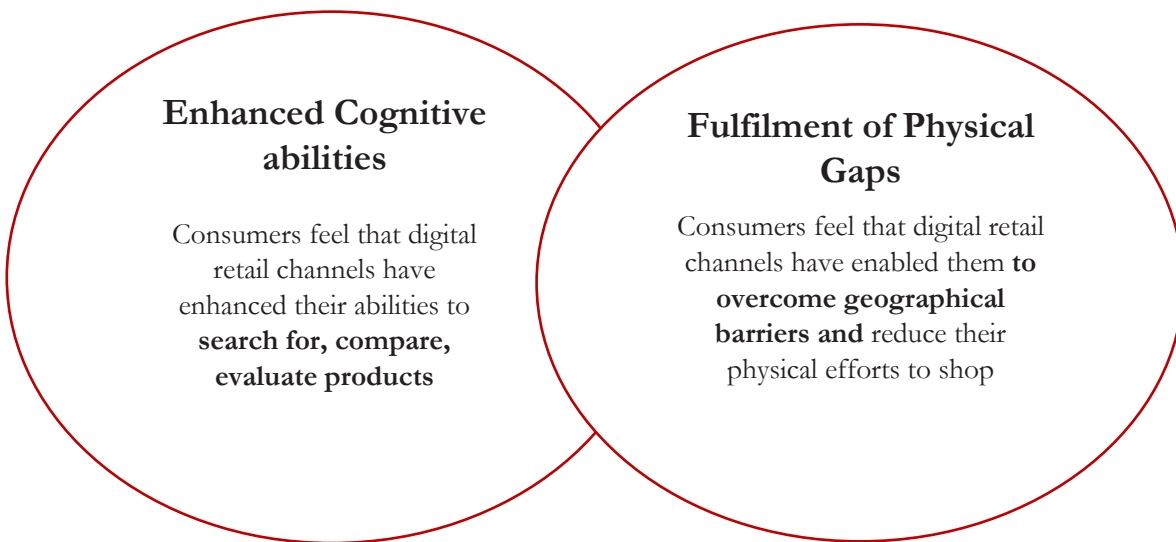 Enhanced Cognitive
abilities
Consumers feel that digital
retail channels have
enhanced their abilities to
search for, compare,
evaluate products
Fulfilment of Physical
Gaps
Consumers feel that digital retail
channels have enabled them to
overcome geographical
barriers and reduce their
physical efforts to shop